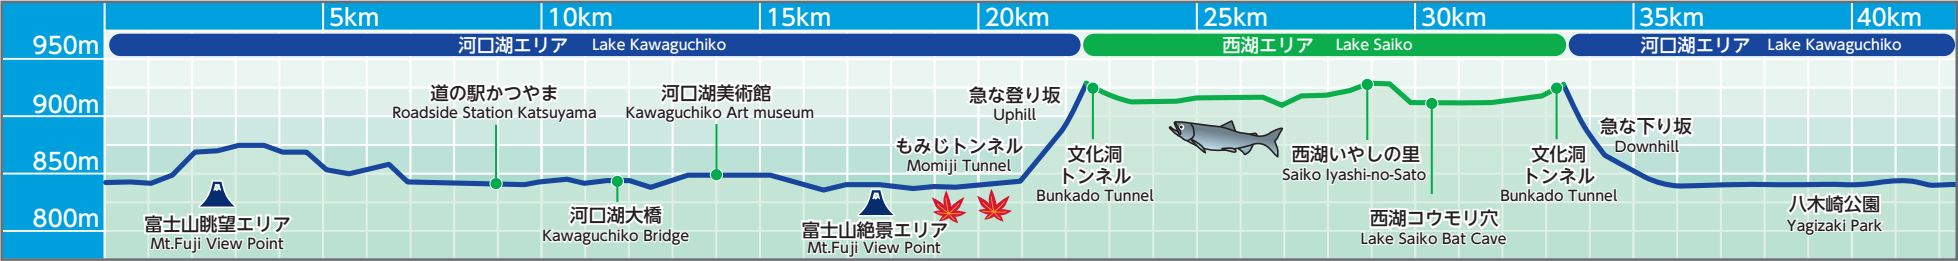 5km
10km
15km
20km
25km
30km
35km
40km
950m
900m
850m
800m
河口湖エリア Lake Kawaguchiko
西湖エリア Lake Saiko
河口湖エリア Lake Kawaguchiko
富士山眺望エリア
Mt.Fuji View Point
道の駅かつやま
Roadside Station Katsuyama
河口湖大橋
Kawaguchiko Bridge
河口湖美術館
Kawaguchiko Art museum
富士山絶景エリア
Mt.Fuji View Point
もみじトンネル
Momiji Tunnel
急な登り坂
Uphill
文化洞
トンネル
Bunkado Tunnel
西湖いやしの里
Saiko Iyashi-no-Sato
西湖コウモリ穴
Lake Saiko Bat Cave
文化洞
トンネル
Bunkado Tunnel
急な下り坂
Downhill
八木崎公園
Yagizaki Park